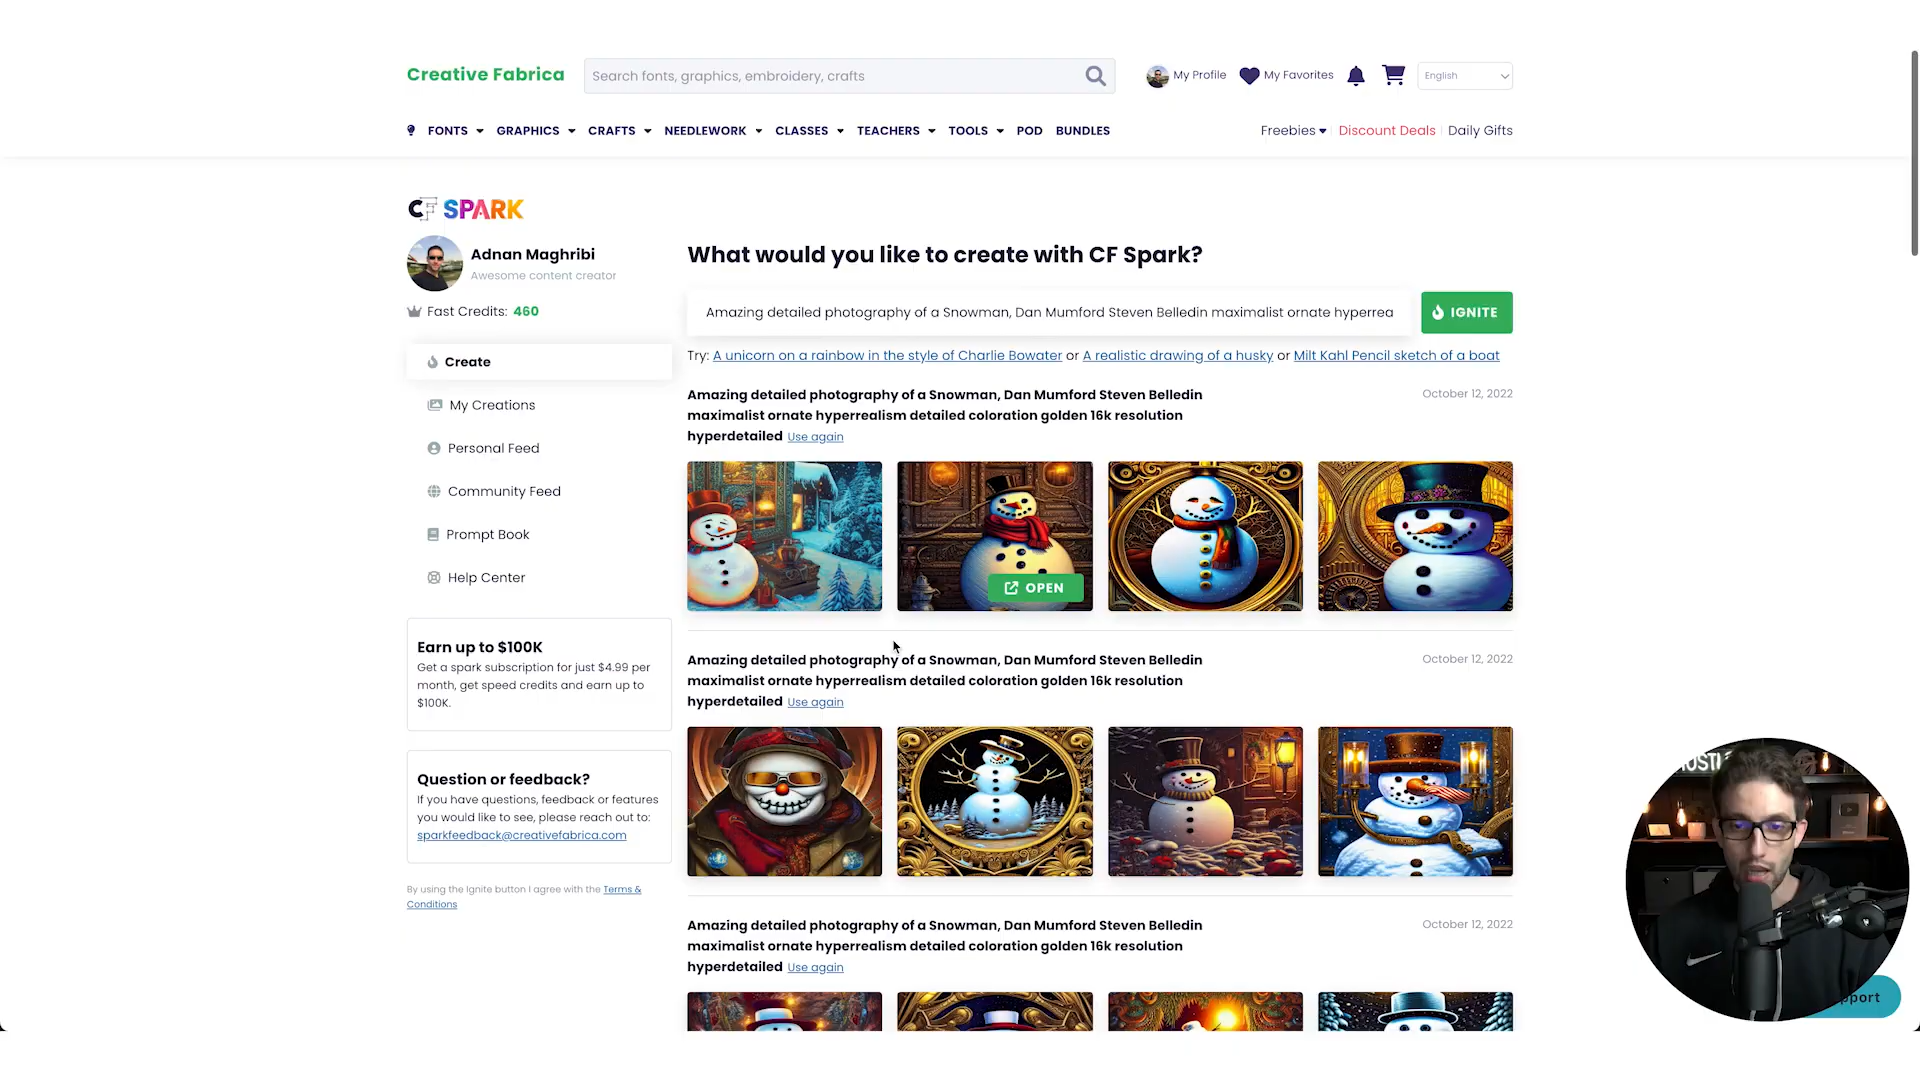 Creative Fabrica
Search fonts, graphics, embroidery, crafts
My Profile
My Favorites
English
FONTS
GRAPHICS
CRAFTS
NEEDLEWORK
CLASSES
TEACHERS
TOOLS
POD
BUNDLES
Freebies
Discount Deals
Daily Gifts
CF SPARK
Adnan Maghribi
Awesome content creator
Fast Credits: 460
Create
My Creations
Personal Feed
Community Feed
Prompt Book
Help Center
Earn up to $100K
Get a spark subscription for just $4.99 per
month, get speed credits and earn up to
$100K.
Question or feedback?
If you have questions, feedback or features
you would like to see, please reach out to:
sparkfeedback@creativefabrica.com
By using the Ignite button I agree with the Terms &
Conditions
What would you like to create with CF Spark?
Amazing detailed photography of a Snowman, Dan Mumford Steven Belledin maximalist ornate hyperrea
IGNITE
Try: A unicorn on a rainbow in the style of Charlie Bowater or A realistic drawing of a husky or Milt Kahl Pencil sketch of a boat
Amazing detailed photography of a Snowman, Dan Mumford Steven Belledin
maximalist ornate hyperrealism detailed coloration golden 16k resolution
hyperdetailed Use again
October 12, 2022
OPEN
Amazing detailed photography of a Snowman, Dan Mumford Steven Belledin
maximalist ornate hyperrealism detailed coloration golden 16k resolution
hyperdetailed Use again
October 12, 2022
Amazing detailed photography of a Snowman, Dan Mumford Steven Belledin
maximalist ornate hyperrealism detailed coloration golden 16k resolution
hyperdetailed Use again
October 12, 2022